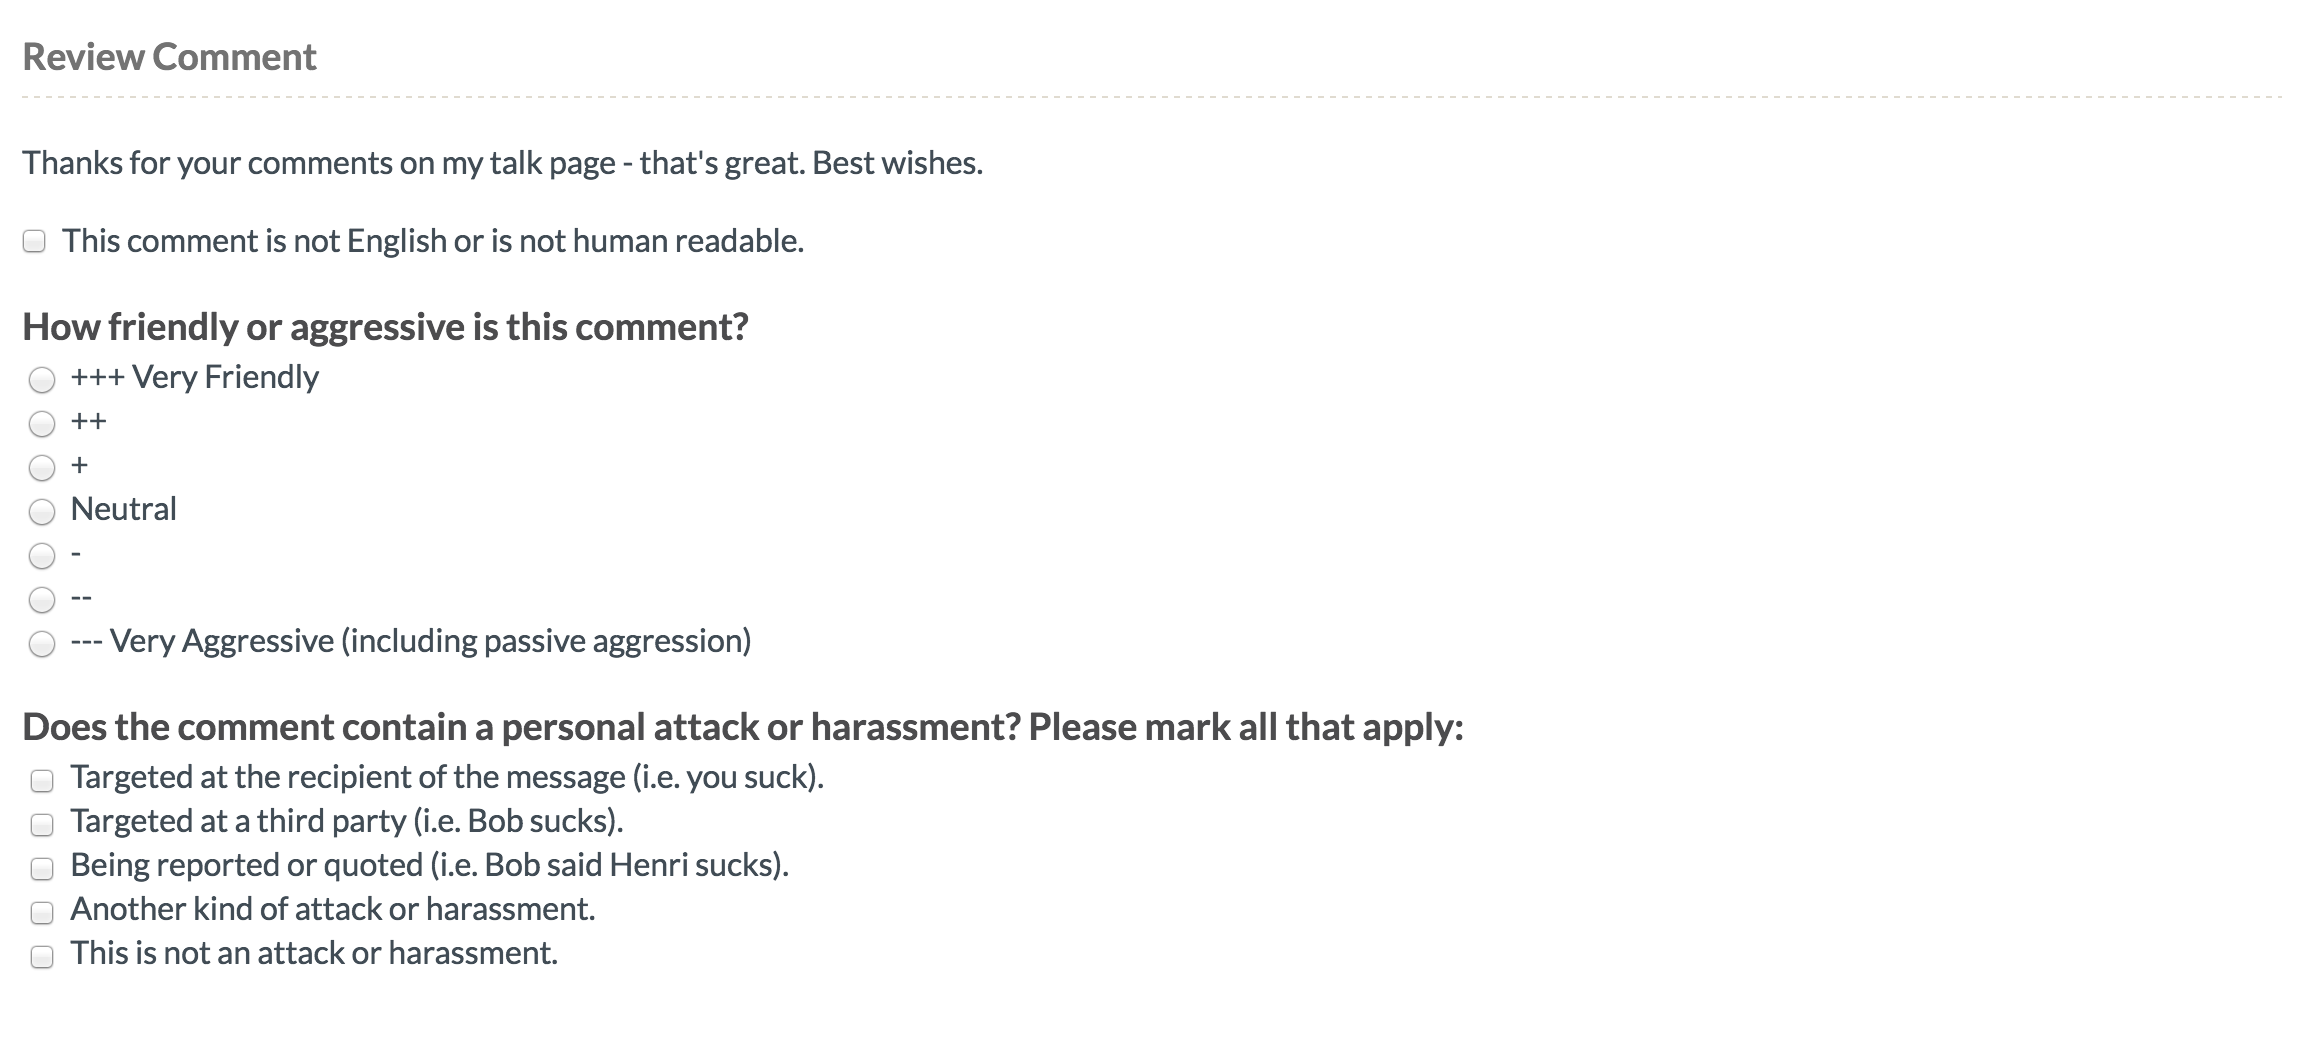 Review Comment
Thanks for your comments on my talk page - that's great. Best wishes.
This comment is not English or is not human readable.
How friendly or aggressive is this comment?
+++ Very Friendly
++
+
Neutral
-
--
--- Very Aggressive (including passive aggression)
Does the comment contain a personal attack or harassment? Please mark all that apply:
Targeted at the recipient of the message (i.e. you suck).
Targeted at a third party (i.e. Bob sucks).
Being reported or quoted (i.e. Bob said Henri sucks).
Another kind of attack or harassment.
This is not an attack or harassment.